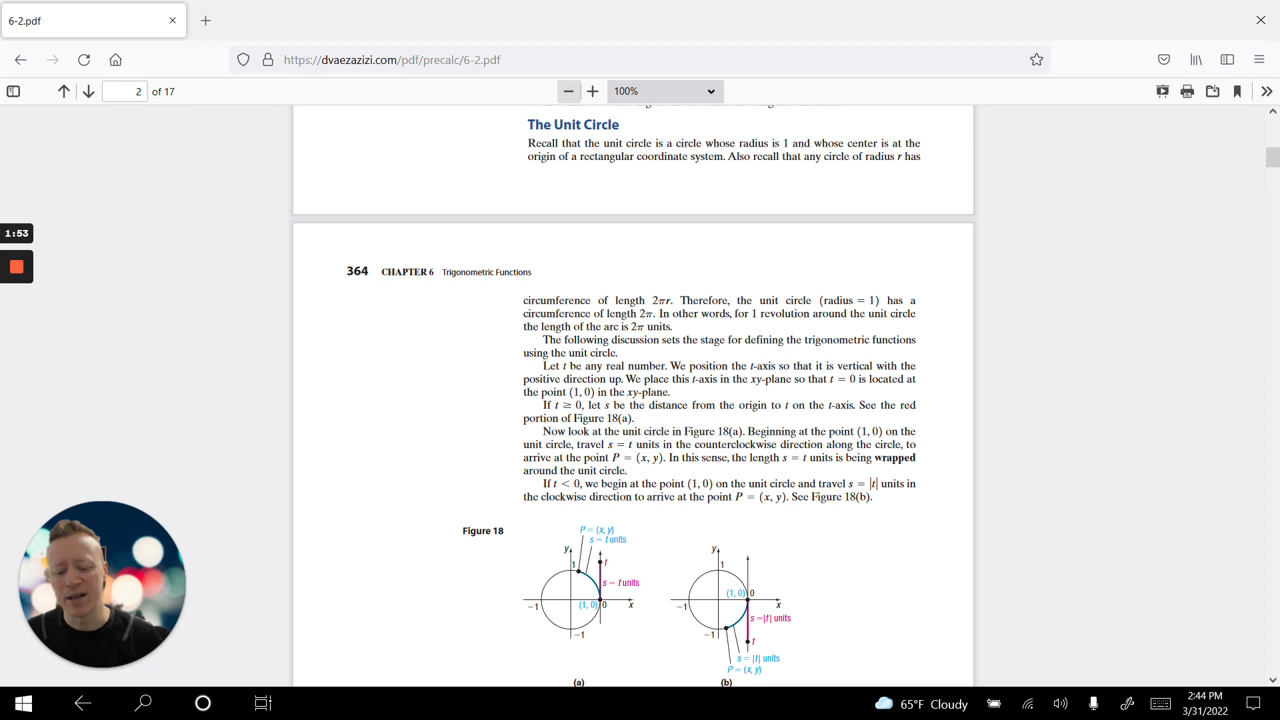 6-2.pdf
https://dvaezazizi.com/pdf/precalc/6-2.pdf
2 of 17
100%
The Unit Circle
Recall that the unit circle is a circle whose radius is 1 and whose center is at the
origin of a rectangular coordinate system. Also recall that any circle of radius r has
1:53
364 CHAPTER 6 Trigonometric Functions
circumference of length 2πr. Therefore, the unit circle (radius = 1) has a
circumference of length 2π. In other words, for 1 revolution around the unit circle
the length of the arc is 2π units.
The following discussion sets the stage for defining the trigonometric functions
using the unit circle.
Let t be any real number. We position the t-axis so that it is vertical with the
positive direction up. We place this t-axis in the xy-plane so that t = 0 is located at
the point (1, 0) in the xy-plane.
If t ≥ 0, let s be the distance from the origin to t on the t-axis. See the red
portion of Figure 18(a).
Now look at the unit circle in Figure 18(a). Beginning at the point (1, 0) on the
unit circle, travel s = t units in the counterclockwise direction along the circle, to
arrive at the point P = (x, y). In this sense, the length s = t units is being wrapped
around the unit circle.
If t < 0, we begin at the point (1, 0) on the unit circle and travel s = |t| units in
the clockwise direction to arrive at the point P = (x, y). See Figure 18(b).
Figure 18
P = (x, y)
s = t units
y
1
t
s = t units
−1
(1, 0)
0
x
−1
(a)
y
1
(1, 0)
0
−1
x
s = |t| units
−1
t
s = |t| units
P = (x, y)
(b)
65°F Cloudy
2:44 PM
3/31/2022